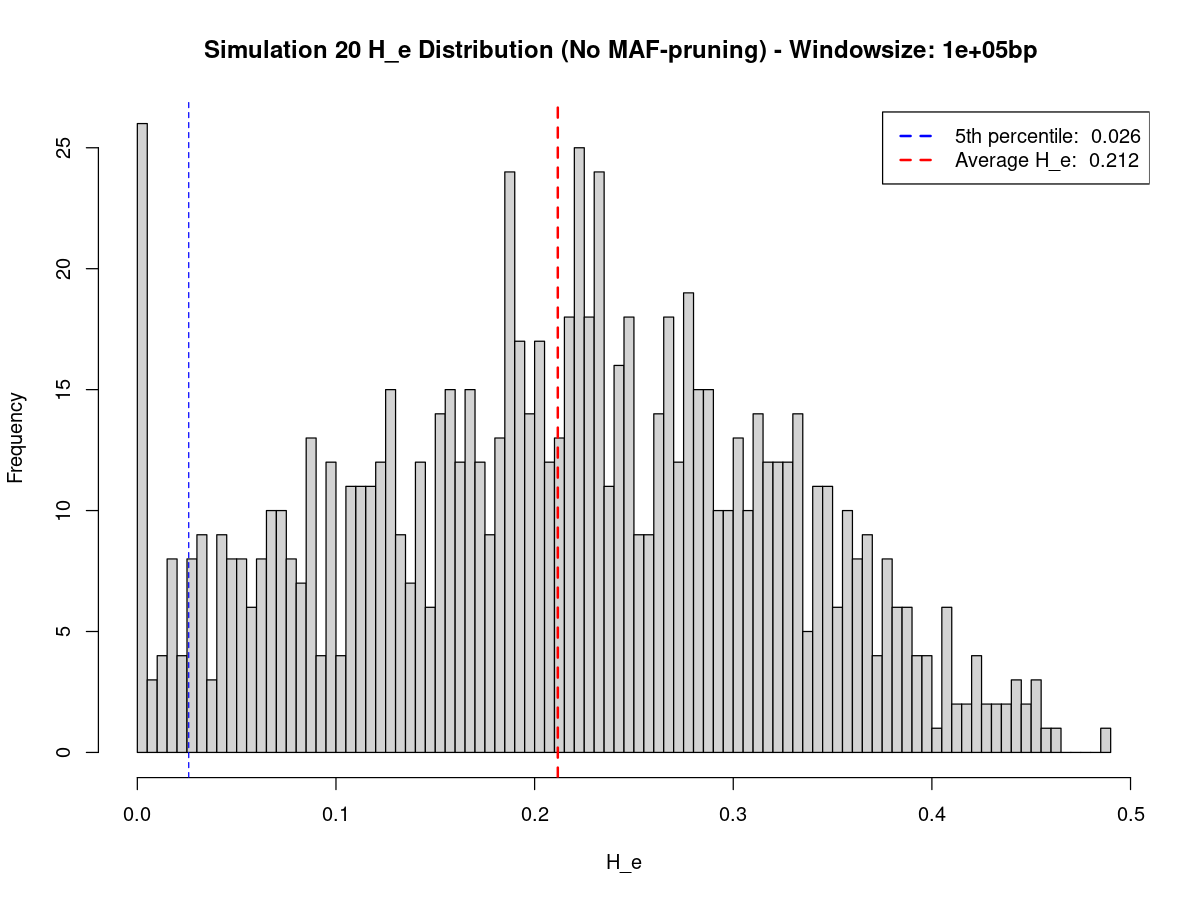 Simulation 20 H_e Distribution (No MAF-pruning) - Windowsize: 1e+05bp
5th percentile: 0.026
Average H_e: 0.212
Frequency
25
20
15
10
5
0
0.0 0.1 0.2 0.3 0.4 0.5
H_e